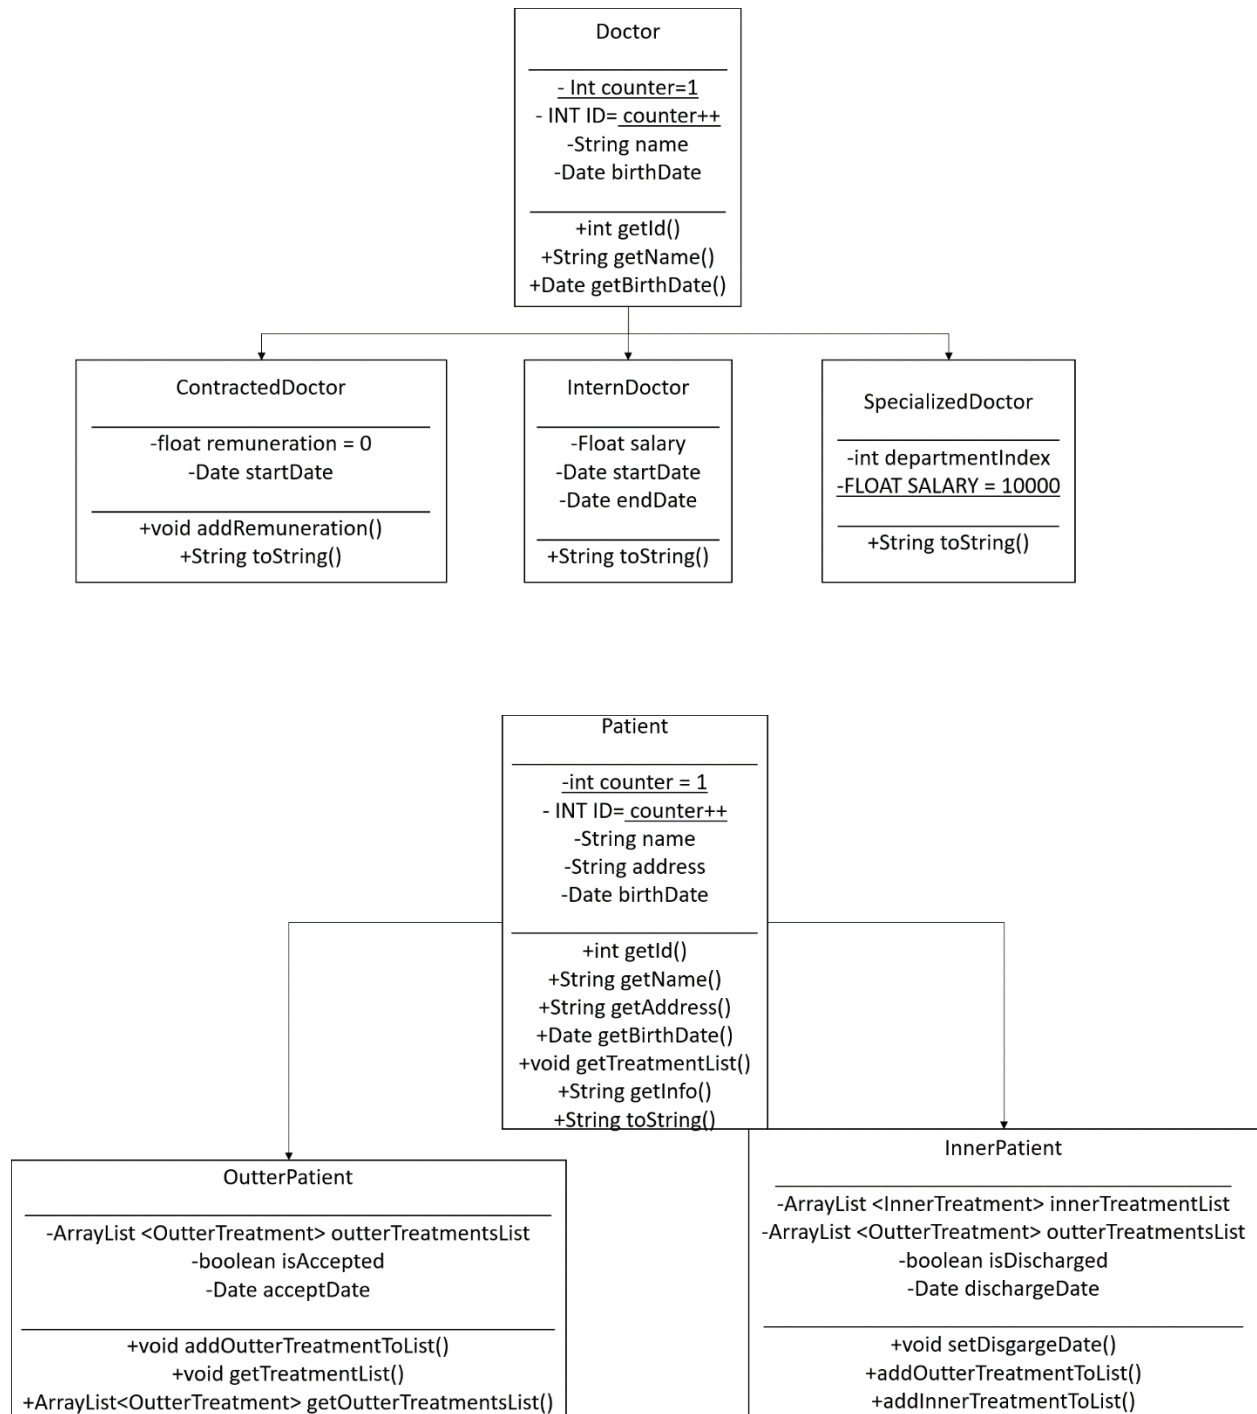 Doctor
- Int counter=1
- INT ID= counter++
-String name
-Date birthDate
+int getId()
+String getName()
+Date getBirthDate()
ContractedDoctor
-float remuneration = 0
-Date startDate
+void addRemuneration()
+String toString()
InternDoctor
-Float salary
-Date startDate
-Date endDate
+String toString()
SpecializedDoctor
-int departmentIndex
-FLOAT SALARY = 10000
+String toString()
Patient
-int counter = 1
- INT ID= counter++
-String name
-String address
-Date birthDate
+int getId()
+String getName()
+String getAddress()
+Date getBirthDate()
+void getTreatmentList()
+String getInfo()
+String toString()
OutterPatient
-ArrayList <OutterTreatment> outterTreatmentsList
-boolean isAccepted
-Date acceptDate
+void addOutterTreatmentToList()
+void getTreatmentList()
+ArrayList<OutterTreatment> getOutterTreatmentsList()
InnerPatient
-ArrayList <InnerTreatment> innerTreatmentList
-ArrayList <OutterTreatment> outterTreatmentsList
-boolean isDischarged
-Date dischargeDate
+void setDisgargeDate()
+addOutterTreatmentToList()
+addInnerTreatmentToList()